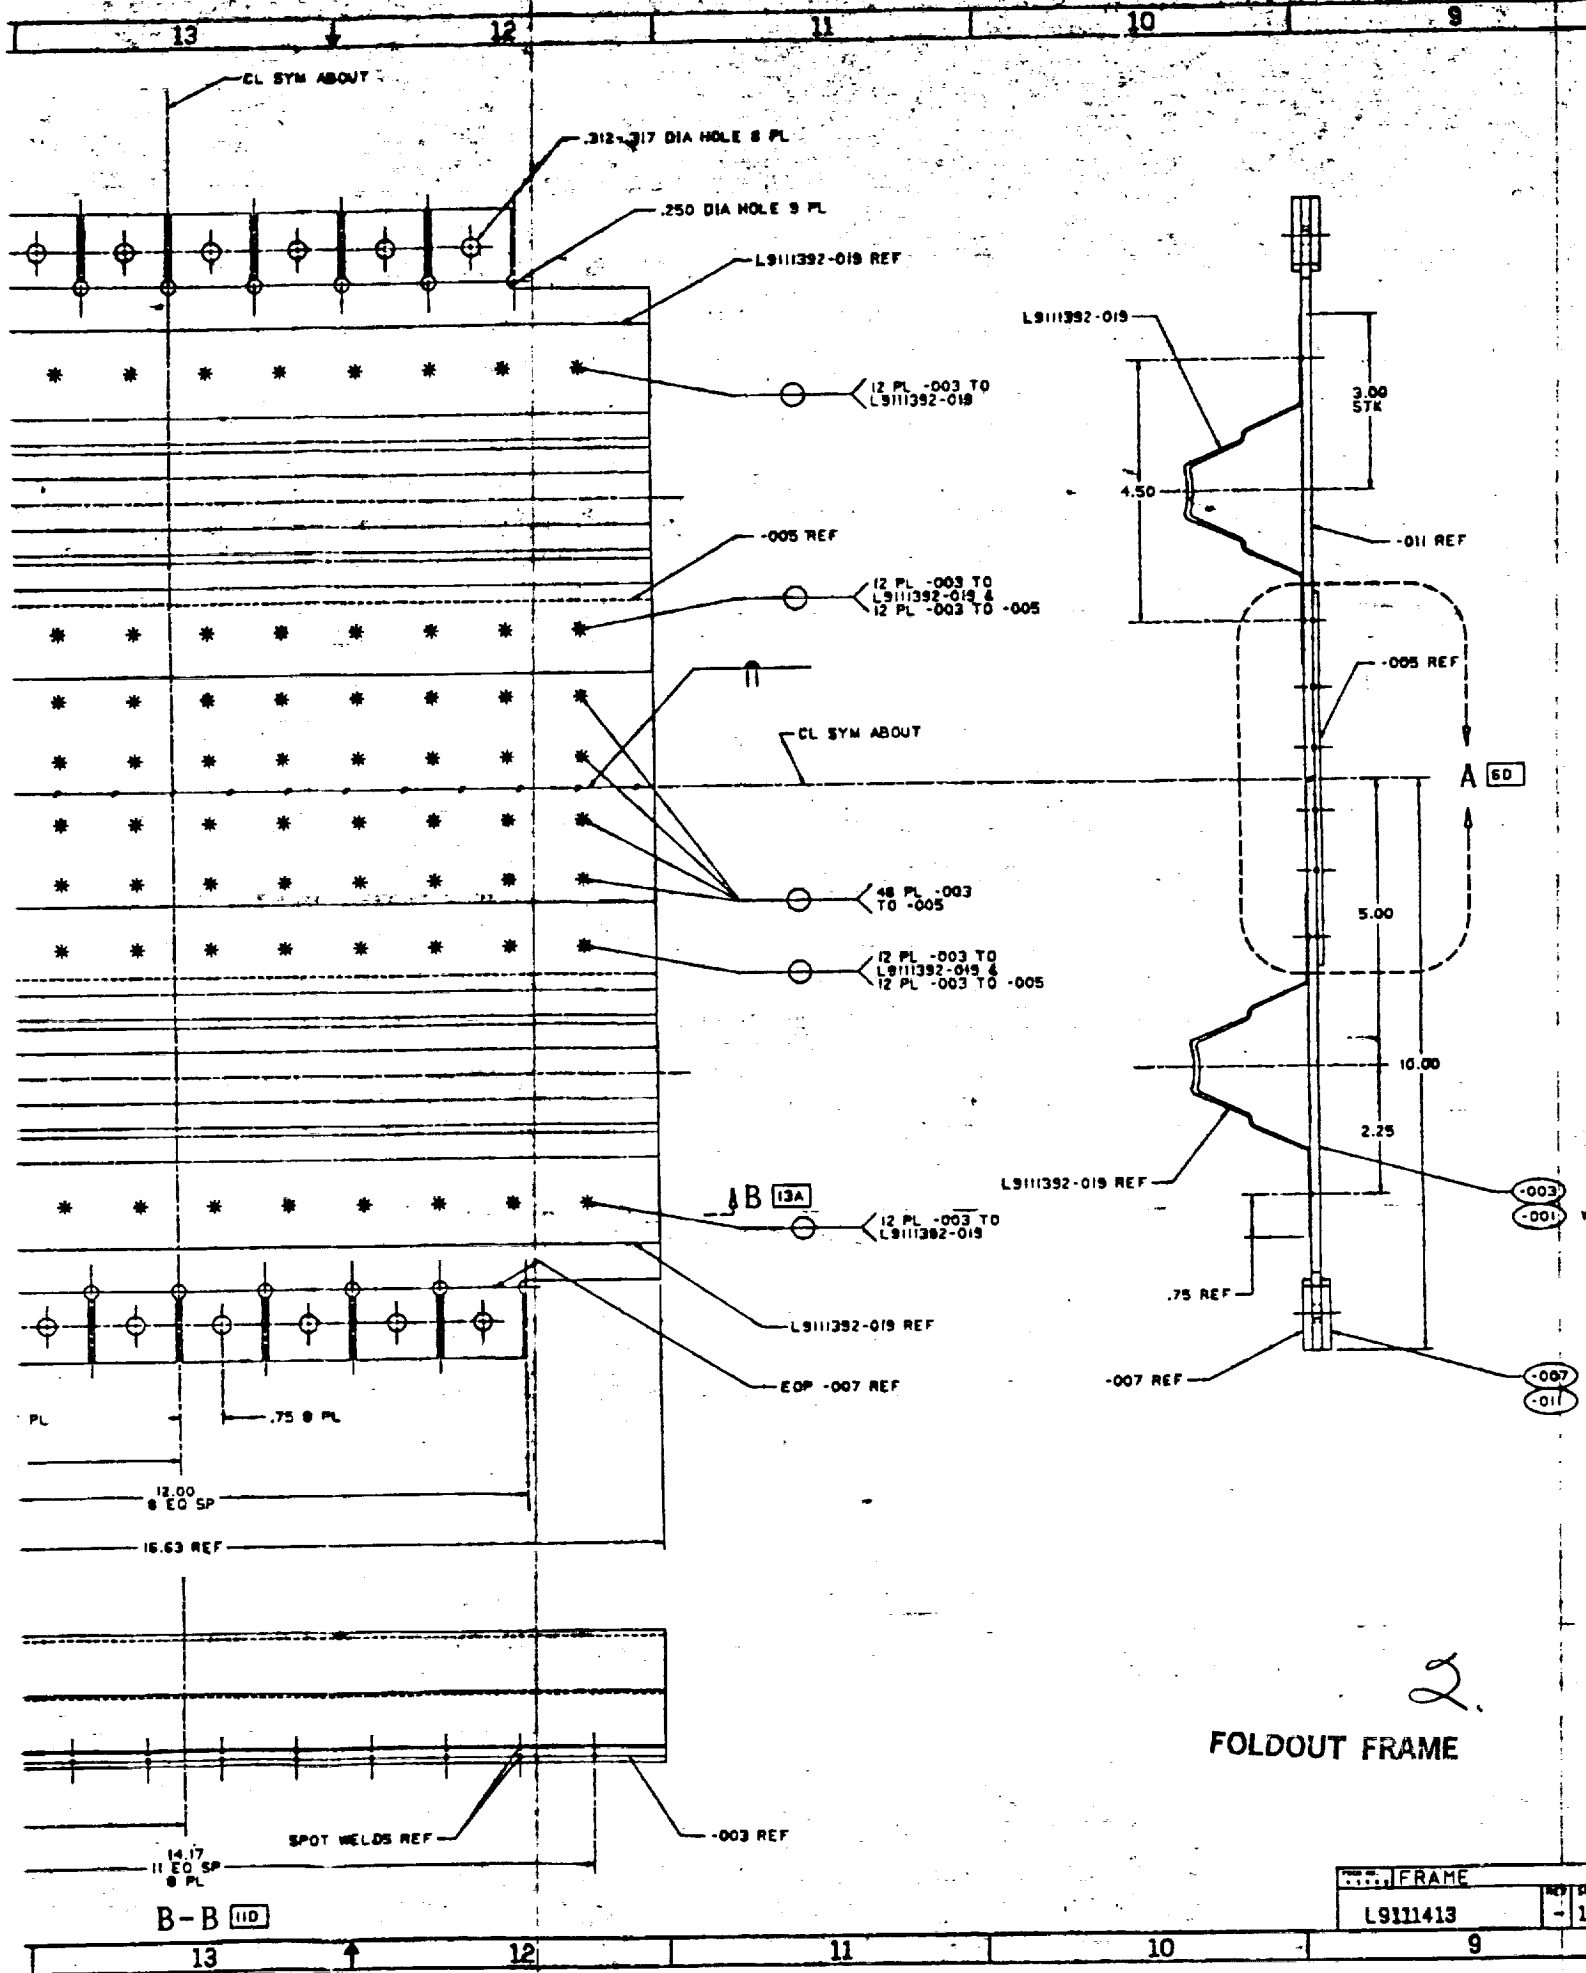 13
12
11
10
9
CL SYM ABOUT
.312-.317 DIA HOLE 8 PL
.250 DIA HOLE 9 PL
L9111392-019 REF
L9111392-019
12 PL -003 TO
L9111392-019
3.00
STK
4.50
-005 REF
-011 REF
12 PL -003 TO
L9111392-019 &
12 PL -003 TO -005
-005 REF
CL SYM ABOUT
A 6D
48 PL -003
TO -005
5.00
12 PL -003 TO
L9111392-019 &
12 PL -003 TO -005
10.00
2.25
L9111392-019 REF
B 13A
12 PL -003 TO
L9111392-019
-003
-001
.75 REF
L9111392-019 REF
EOP -007 REF
-007 REF
-007
-011
PL
.75 8 PL
12.00
8 EQ SP
16.63 REF
2.
FOLDOUT FRAME
SPOT WELDS REF
-003 REF
14.17
11 EQ SP
8 PL
B-B 11D
FRAME
L9111413
13
12
11
10
9